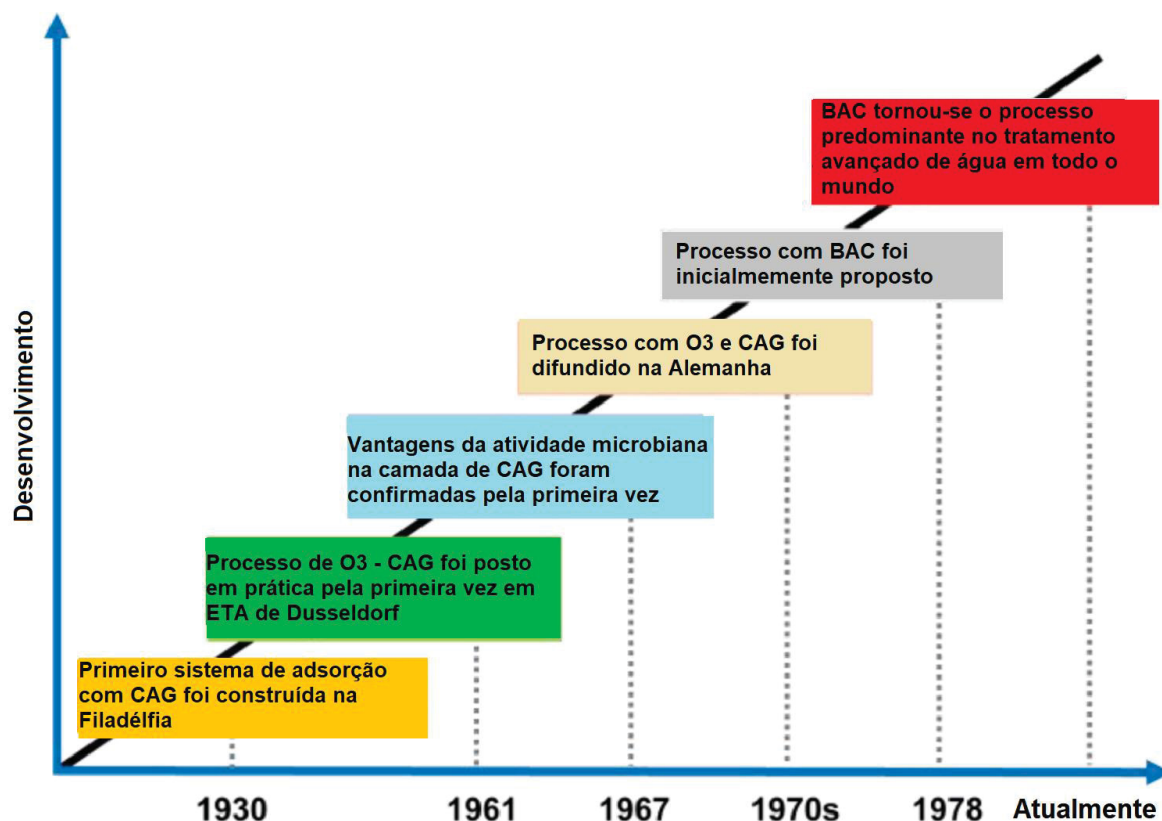 BAC tornou-se o processo
predominante no tratamento
avançado de água em todo o
mundo
Processo com BAC foi
inicialmemente proposto
Processo com O3 e CAG foi
difundido na Alemanha
Vantagens da atividade microbiana
na camada de CAG foram
confirmadas pela primeira vez
Processo de O3 - CAG foi posto
em prática pela primeira vez em
ETA de Dusseldorf
Primeiro sistema de adsorção
com CAG foi construída na
Filadélfia
Desenvolvimento
1930 1961 1967 1970s 1978 Atualmente